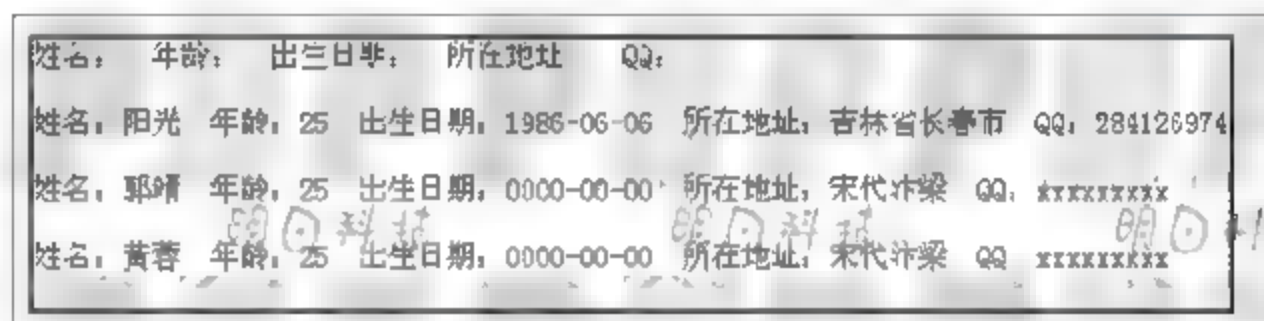 姓名： 年龄： 出生日期： 所在地址 QQ：
姓名：阳光 年龄：25 出生日期：1986-06-06 所在地址：吉林省长春市 QQ：284126974
姓名：郭靖 年龄：25 出生日期：0000-00-00 所在地址：宋代汴梁 QQ：xxxxxxxxx
明日科技 明日科技 明日科
姓名：黄蓉 年龄：25 出生日期：0000-00-00 所在地址：宋代汴梁 QQ xxxxxxxxx